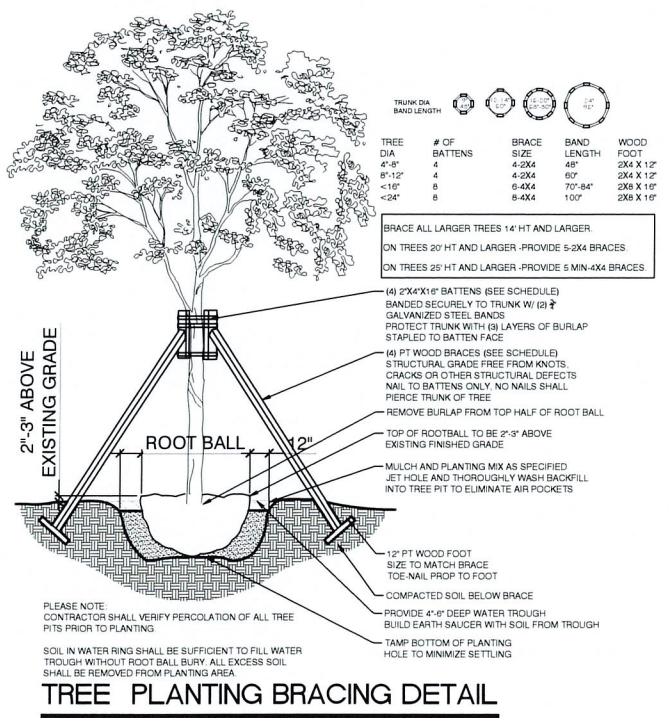 TRUNK DIA
BAND LENGTH
TREE DIA # OF BATTENS BRACE SIZE BAND LENGTH WOOD FOOT
4"-8" 4 4-2X4 48" 2X4 X 12"
8"-12" 4 4-2X4 60" 2X4 X 12"
<16" 8 6-4X4 70"-84" 2X8 X 16"
<24" 8 8-4X4 100" 2X8 X 16"
BRACE ALL LARGER TREES 14' HT AND LARGER.
ON TREES 20' HT AND LARGER -PROVIDE 5-2X4 BRACES.
ON TREES 25' HT AND LARGER -PROVIDE 5 MIN-4X4 BRACES.
(4) 2"X4"X16" BATTENS (SEE SCHEDULE)
BANDED SECURELY TO TRUNK W/ (2)
GALVANIZED STEEL BANDS
PROTECT TRUNK WITH (3) LAYERS OF BURLAP
STAPLED TO BATTEN FACE
(4) PT WOOD BRACES (SEE SCHEDULE)
STRUCTURAL GRADE FREE FROM KNOTS,
CRACKS OR OTHER STRUCTURAL DEFECTS
NAIL TO BATTENS ONLY, NO NAILS SHALL
PIERCE TRUNK OF TREE
REMOVE BURLAP FROM TOP HALF OF ROOT BALL
TOP OF ROOTBALL TO BE 2"-3" ABOVE
EXISTING FINISHED GRADE
MULCH AND PLANTING MIX AS SPECIFIED
JET HOLE AND THOROUGHLY WASH BACKFILL
INTO TREE PIT TO ELIMINATE AIR POCKETS
2"-3" ABOVE
EXISTING GRADE
ROOT BALL
12"
12" PT WOOD FOOT
SIZE TO MATCH BRACE
TOE-NAIL PROP TO FOOT
COMPACTED SOIL BELOW BRACE
PROVIDE 4"-6" DEEP WATER TROUGH
BUILD EARTH SAUCER WITH SOIL FROM TROUGH
TAMP BOTTOM OF PLANTING
HOLE TO MINIMIZE SETTLING
PLEASE NOTE:
CONTRACTOR SHALL VERIFY PERCOLATION OF ALL TREE
PITS PRIOR TO PLANTING
SOIL IN WATER RING SHALL BE SUFFICIENT TO FILL WATER
TROUGH WITHOUT ROOT BALL BURY. ALL EXCESS SOIL
SHALL BE REMOVED FROM PLANTING AREA.
TREE PLANTING BRACING DETAIL